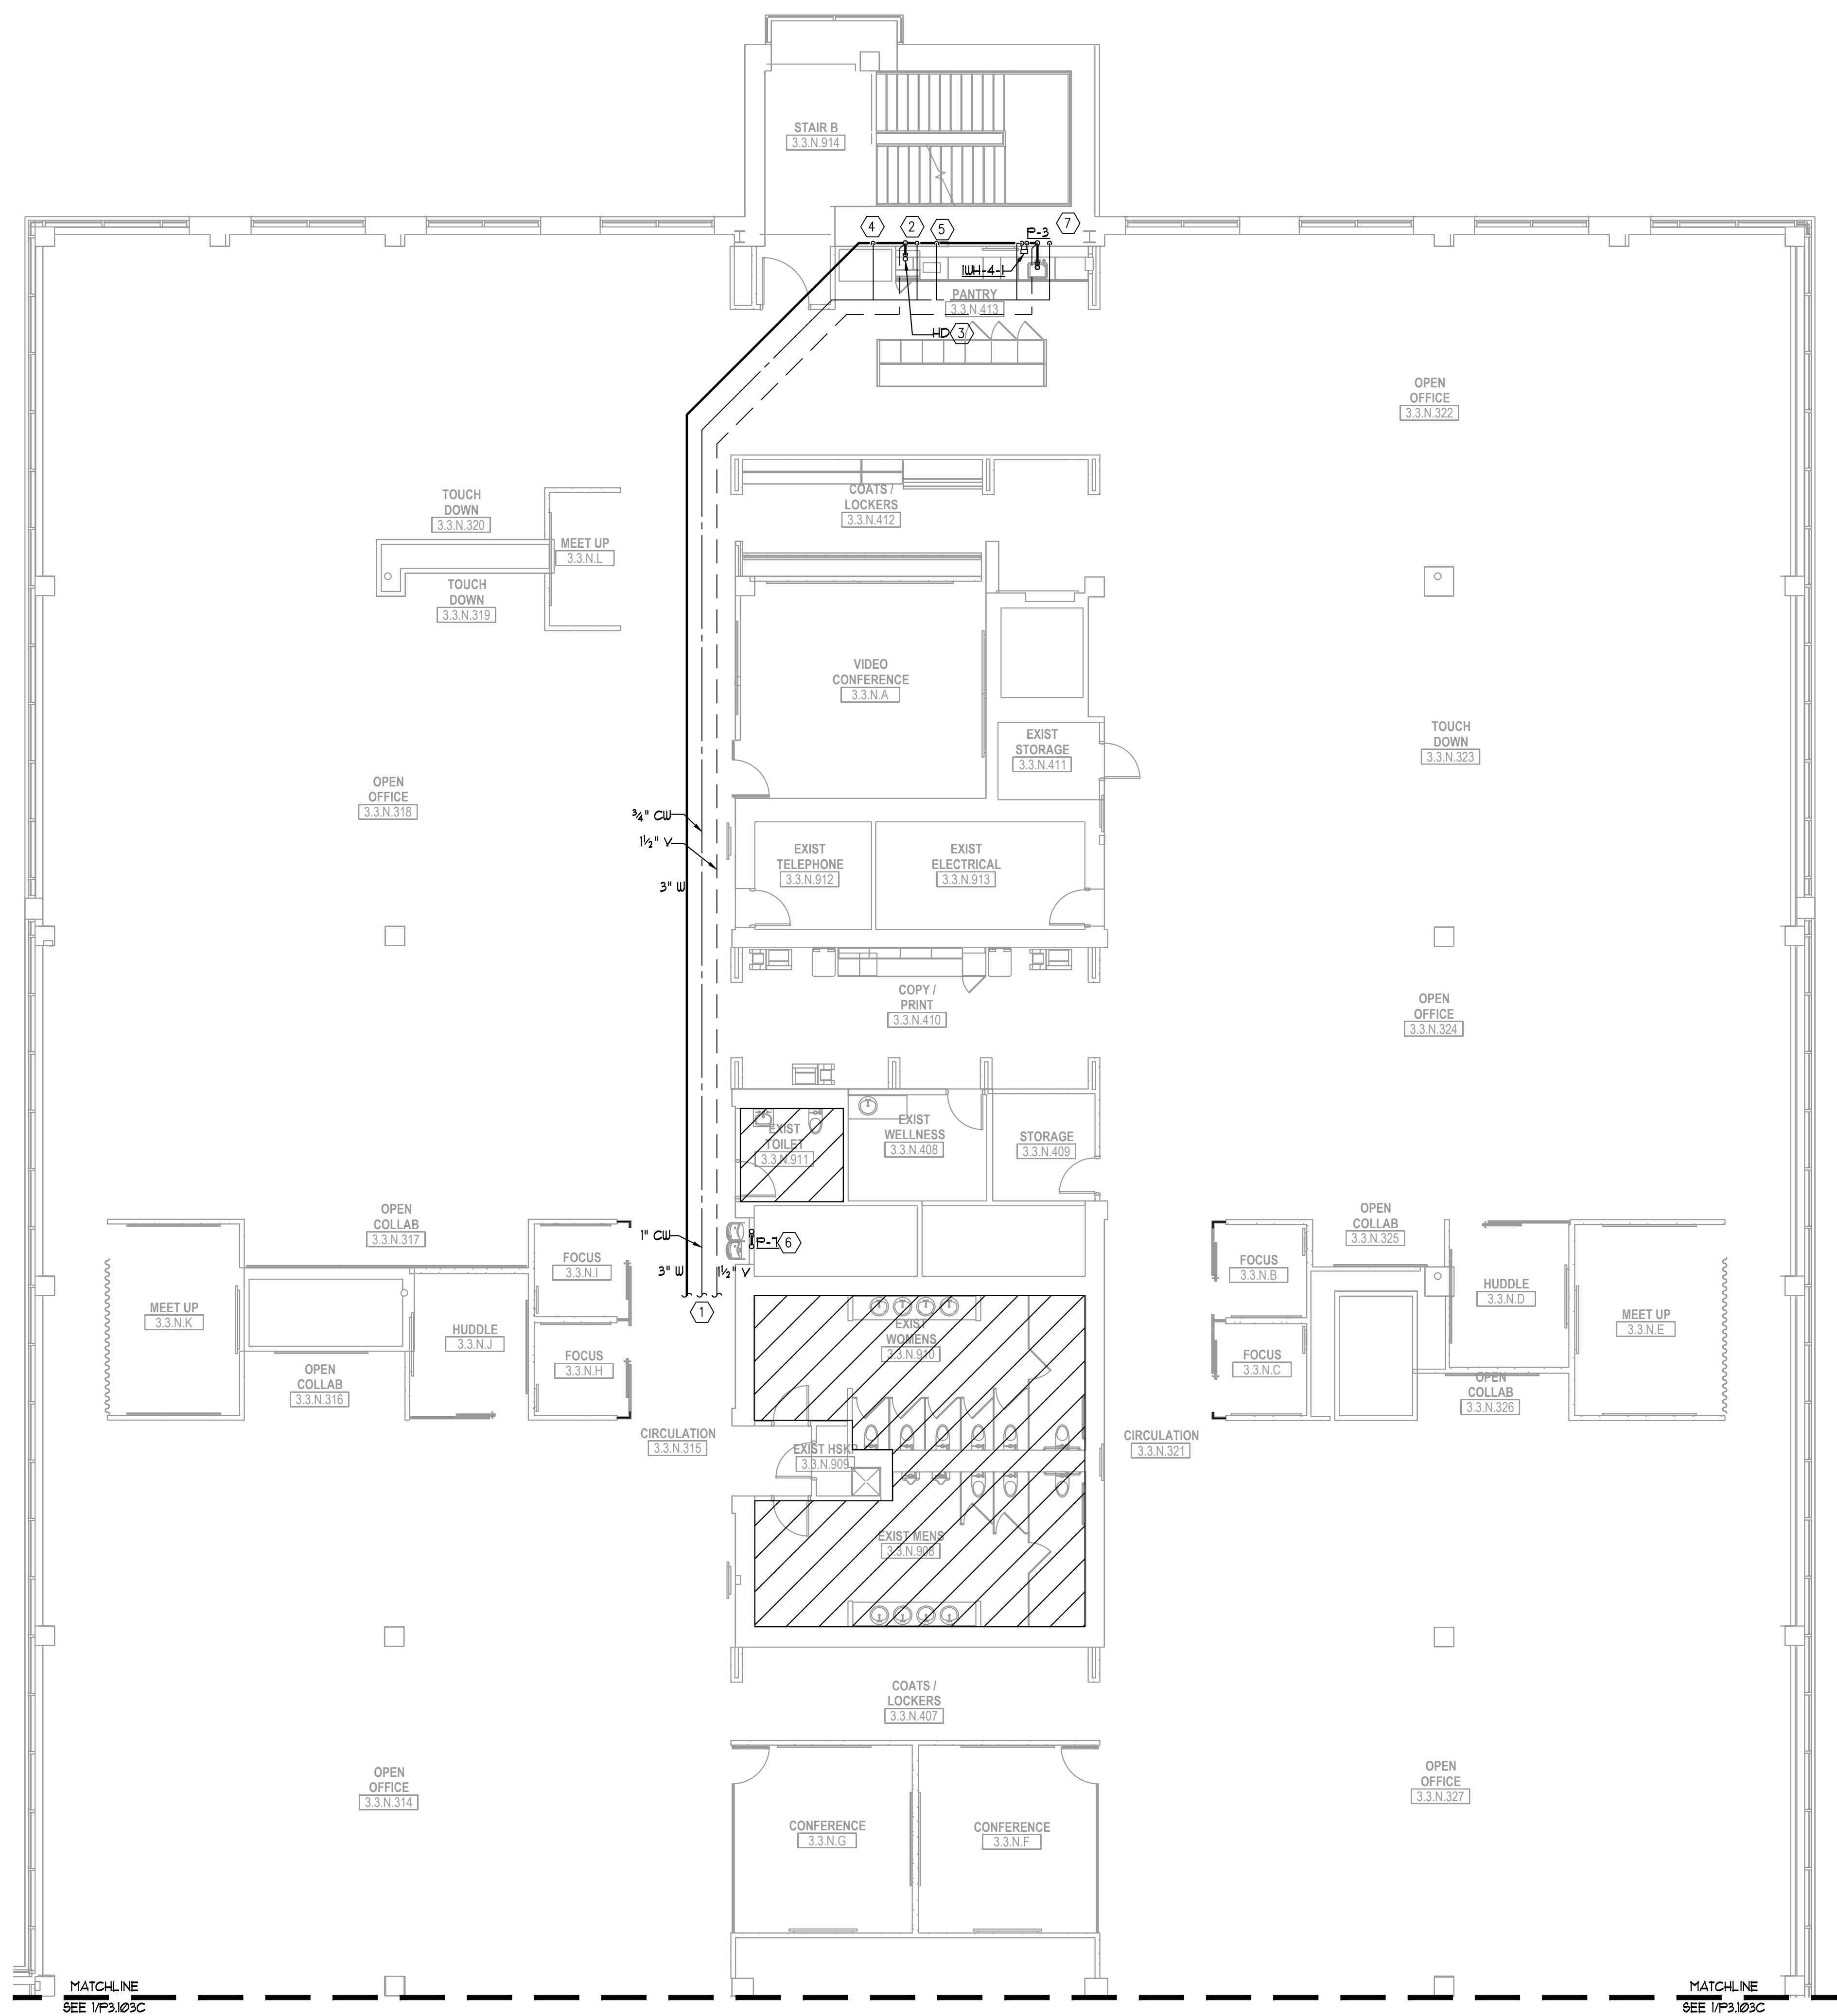 STAIR B
3.3.N.914
4
2
5
7
P-3
IWH-4-1
PANTRY
3.3.N.413
HD 3
OPEN
OFFICE
3.3.N.322
COATS /
LOCKERS
3.3.N.412
TOUCH
DOWN
3.3.N.320
MEET UP
3.3.N.L
TOUCH
DOWN
3.3.N.319
VIDEO
CONFERENCE
3.3.N.A
EXIST
STORAGE
3.3.N.411
TOUCH
DOWN
3.3.N.323
OPEN
OFFICE
3.3.N.318
¾" CW
1½" V
3" W
EXIST
TELEPHONE
3.3.N.912
EXIST
ELECTRICAL
3.3.N.913
COPY /
PRINT
3.3.N.410
OPEN
OFFICE
3.3.N.324
EXIST
TOILET
3.3.N.911
EXIST
WELLNESS
3.3.N.408
STORAGE
3.3.N.409
OPEN
COLLAB
3.3.N.317
1" CW
3" W
1½" V
P-7 6
1
OPEN
COLLAB
3.3.N.325
FOCUS
3.3.N.I
FOCUS
3.3.N.B
MEET UP
3.3.N.K
HUDDLE
3.3.N.J
HUDDLE
3.3.N.D
MEET UP
3.3.N.E
EXIST
WOMENS
3.3.N.910
OPEN
COLLAB
3.3.N.316
FOCUS
3.3.N.H
FOCUS
3.3.N.C
OPEN
COLLAB
3.3.N.326
CIRCULATION
3.3.N.315
EXIST HSK
3.3.N.909
CIRCULATION
3.3.N.321
EXIST MENS
3.3.N.908
COATS /
LOCKERS
3.3.N.407
OPEN
OFFICE
3.3.N.314
OPEN
OFFICE
3.3.N.327
CONFERENCE
3.3.N.G
CONFERENCE
3.3.N.F
MATCHLINE
SEE 1/P3.103C
MATCHLINE
SEE 1/P3.103C